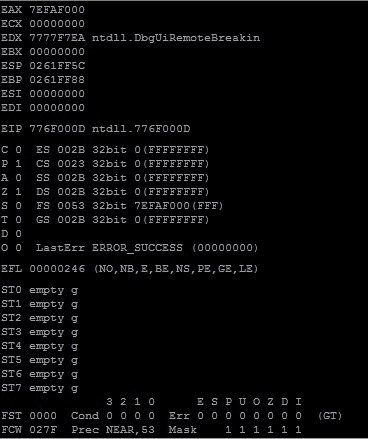 EAX 7EFAF000
ECX 00000000
EDX 7777F7EA ntdll.DbgUiRemoteBreakin
EBX 00000000
ESP 0261FF5C
EBP 0261FF88
ESI 00000000
EDI 00000000
EIP 776F000D ntdll.776F000D
C 0 ES 002B 32bit 0(FFFFFFFF)
P 1 CS 0023 32bit 0(FFFFFFFF)
A 0 SS 002B 32bit 0(FFFFFFFF)
Z 1 DS 002B 32bit 0(FFFFFFFF)
S 0 FS 0053 32bit 7EFAF000(FFF)
T 0 GS 002B 32bit 0(FFFFFFFF)
D 0
O 0 LastErr ERROR_SUCCESS (00000000)
EFL 00000246 (NO,NB,E,BE,NS,PE,GE,LE)
ST0 empty g
ST1 empty g
ST2 empty g
ST3 empty g
ST4 empty g
ST5 empty g
ST6 empty g
ST7 empty g
3 2 1 0 E S P U O Z D I
FST 0000 Cond 0 0 0 0 Err 0 0 0 0 0 0 0 0 (GT)
FCW 027F Prec NEAR,53 Mask 1 1 1 1 1 1